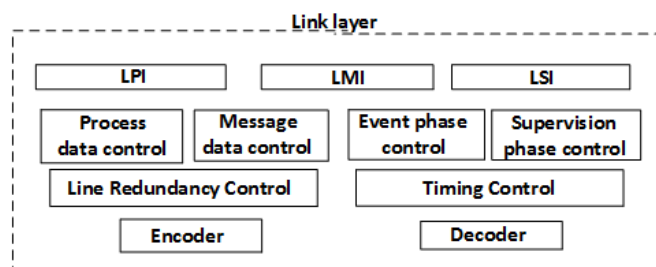 Link layer
LPI
LMI
LSI
Process
data control
Message
data control
Event phase
control
Supervision
phase control
Line Redundancy Control
Timing Control
Encoder
Decoder